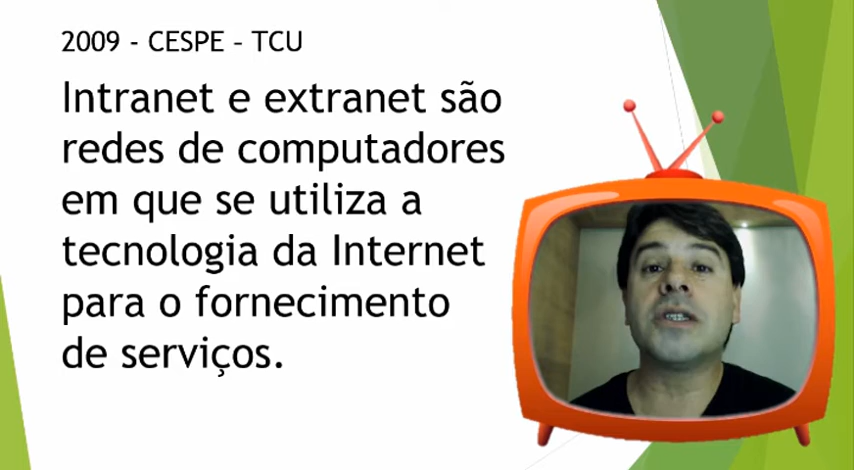 2009 - CESPE – TCU
Intranet e extranet são
redes de computadores
em que se utiliza a
tecnologia da Internet
para o fornecimento
de serviços.